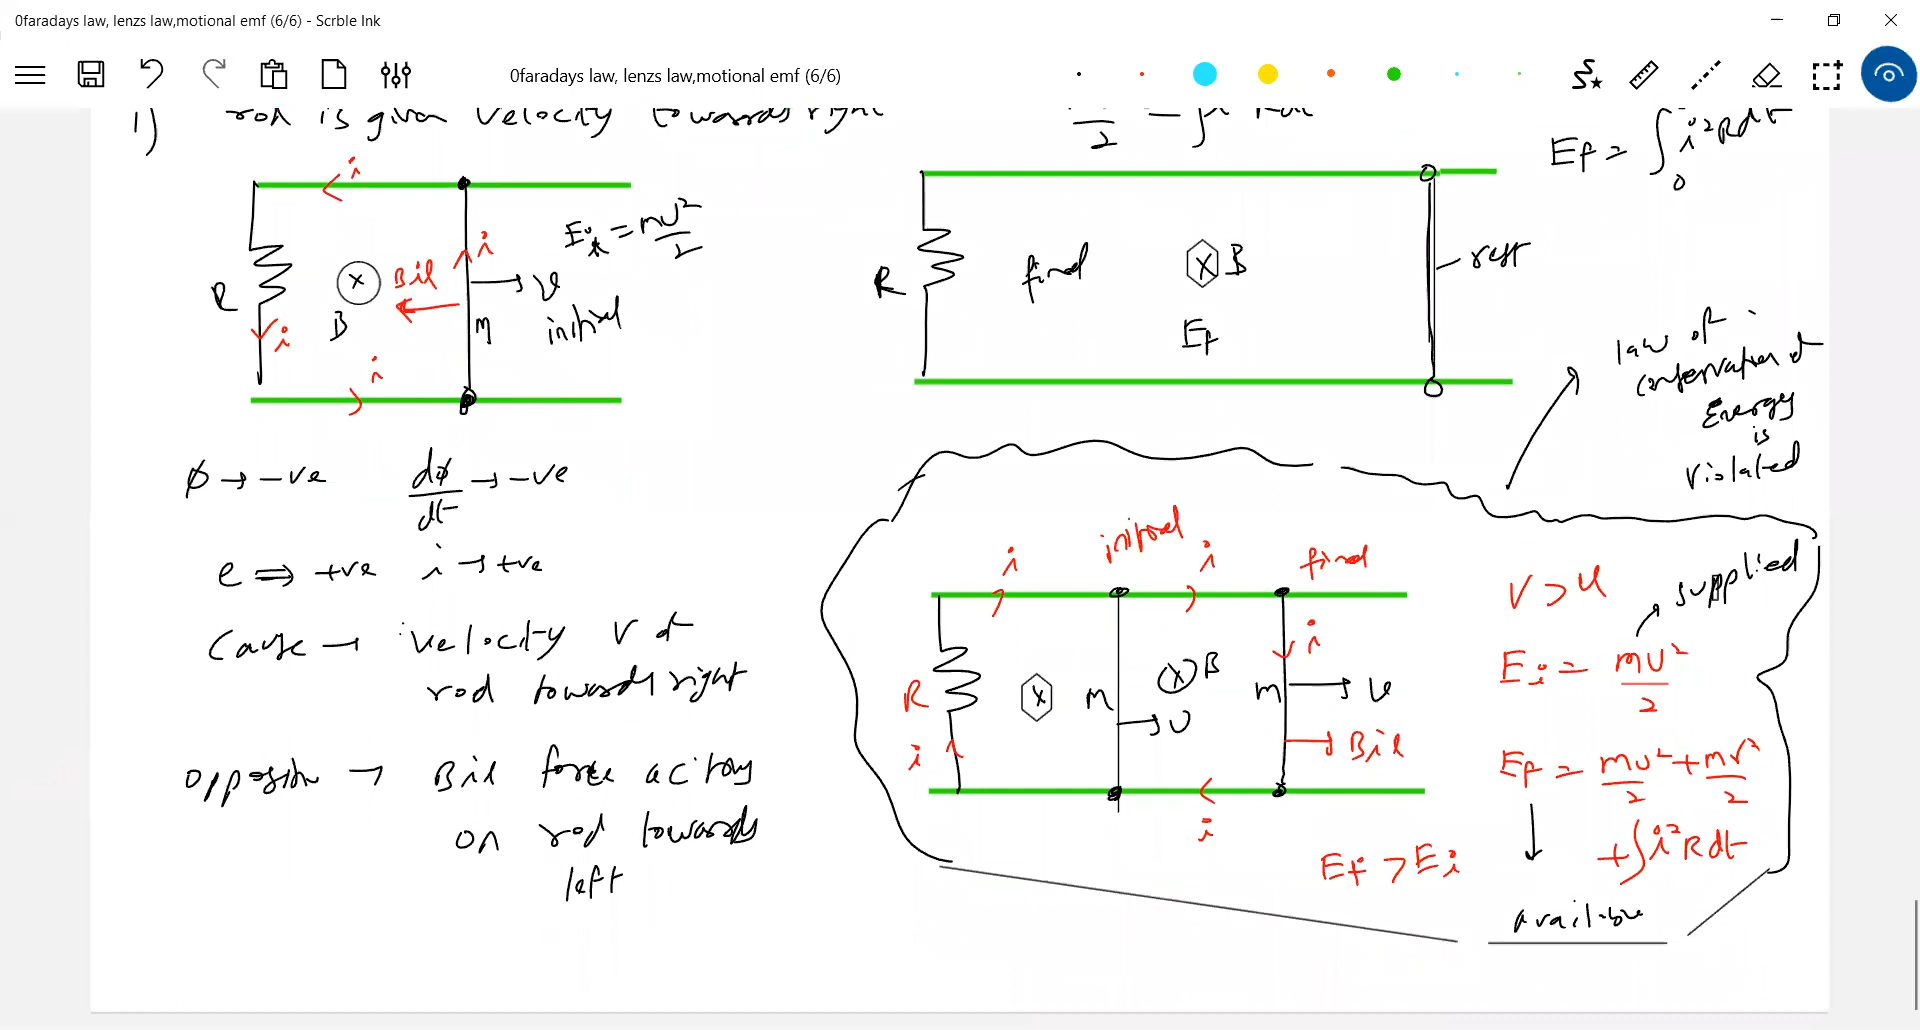 0faradays law, lenzs law,motional emf (6/6) - Scrble Ink
0faradays law, lenzs law,motional emf (6/6)
1) rod is given velocity towards right
Ef = ∫₀ i²Rdt
i
Ei = mu²/2
i
Bil
v
R
B
M
initial
i
i
R
final
B
Ef
rest
law of
conservation of
Energy
is
violated
ϕ → -ve dϕ/dt → -ve
e ⇒ +ve i → +ve
Cause → velocity v of
rod towards right
opposition → Bil force acting
on rod towards
left
i initial i final
i
R
M
B
m
v
U
Bil
i
i
V > u
supplied
Ei = mu²/2
Ef = mu²/2 + mv²/2
+ ∫i²Rdt
Ef > Ei
available